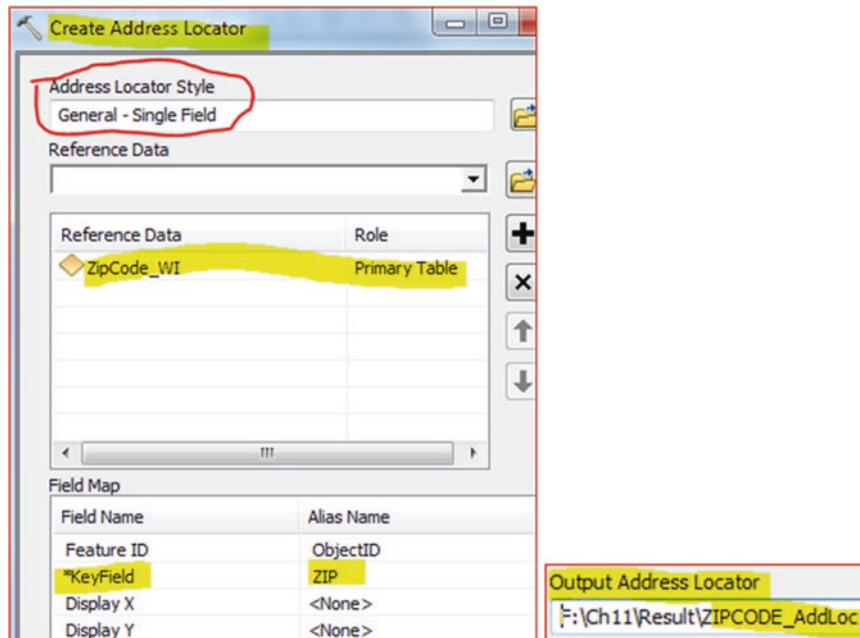 Create Address Locator
Address Locator Style
General - Single Field
Reference Data
Reference Data Role
ZipCode_WI Primary Table
Field Map
Field Name Alias Name
Feature ID ObjectID
*KeyField ZIP
Display X <None>
Display Y <None>
Output Address Locator
F:\Ch11\Result\ZIPCODE_AddLoc